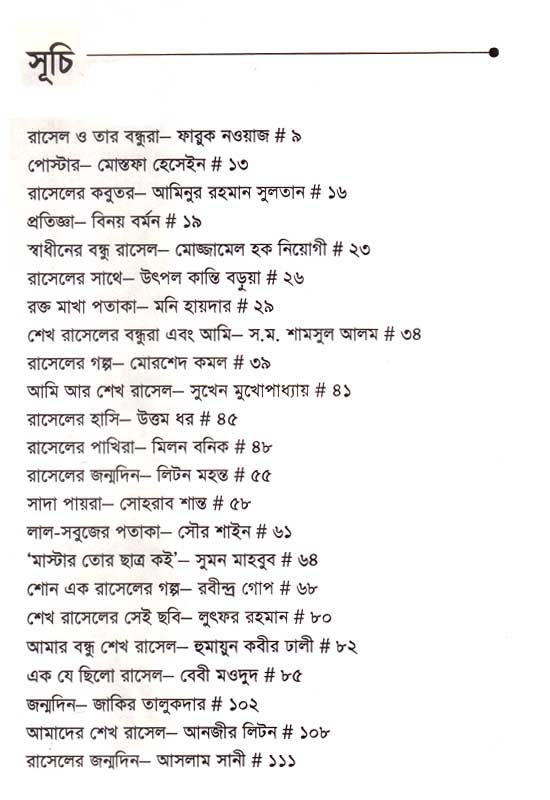 সূচি
রাসেল ও তার বন্ধুরা– ফারুক নওয়াজ # ৯
পোস্টার– মোস্তফা হেসেইন # ১৩
রাসেলের কবুতর– আমিনুর রহমান সুলতান # ১৬
প্রতিজ্ঞা– বিনয় বর্মন # ১৯
স্বাধীনের বন্ধু রাসেল– মোজ্জামেল হক নিয়োগী # ২৩
রাসেলের সাথে– উৎপল কান্তি বড়ুয়া # ২৬
রক্ত মাখা পতাকা– মনি হায়দার # ২৯
শেখ রাসেলের বন্ধুরা এবং আমি– স.ম. শামসুল আলম # ৩৪
রাসেলের গল্প– মোরশেদ কমল # ৩৯
আমি আর শেখ রাসেল– সুখেন মুখোপাধ্যায় # ৪১
রাসেলের হাসি– উত্তম ধর # ৪৫
রাসেলের পাখিরা– মিলন বনিক # ৪৮
রাসেলের জন্মদিন– লিটন মহন্ত # ৫৫
সাদা পায়রা– সোহরাব শান্ত # ৫৮
লাল-সবুজের পতাকা– সৌর শাইন # ৬১
‘মাস্টার তোর ছাত্র কই’– সুমন মাহবুব # ৬৪
শোন এক রাসেলের গল্প– রবীন্দ্র গোপ # ৬৮
শেখ রাসেলের সেই ছবি– লুৎফর রহমান # ৮০
আমার বন্ধু শেখ রাসেল– হুমায়ুন কবীর ঢালী # ৮২
এক যে ছিলো রাসেল– বেবী মওদুদ # ৮৫
জন্মদিন– জাকির তালুকদার # ১০২
আমাদের শেখ রাসেল– আনজীর লিটন # ১০৮
রাসেলের জন্মদিন– আসলাম সানী # ১১১